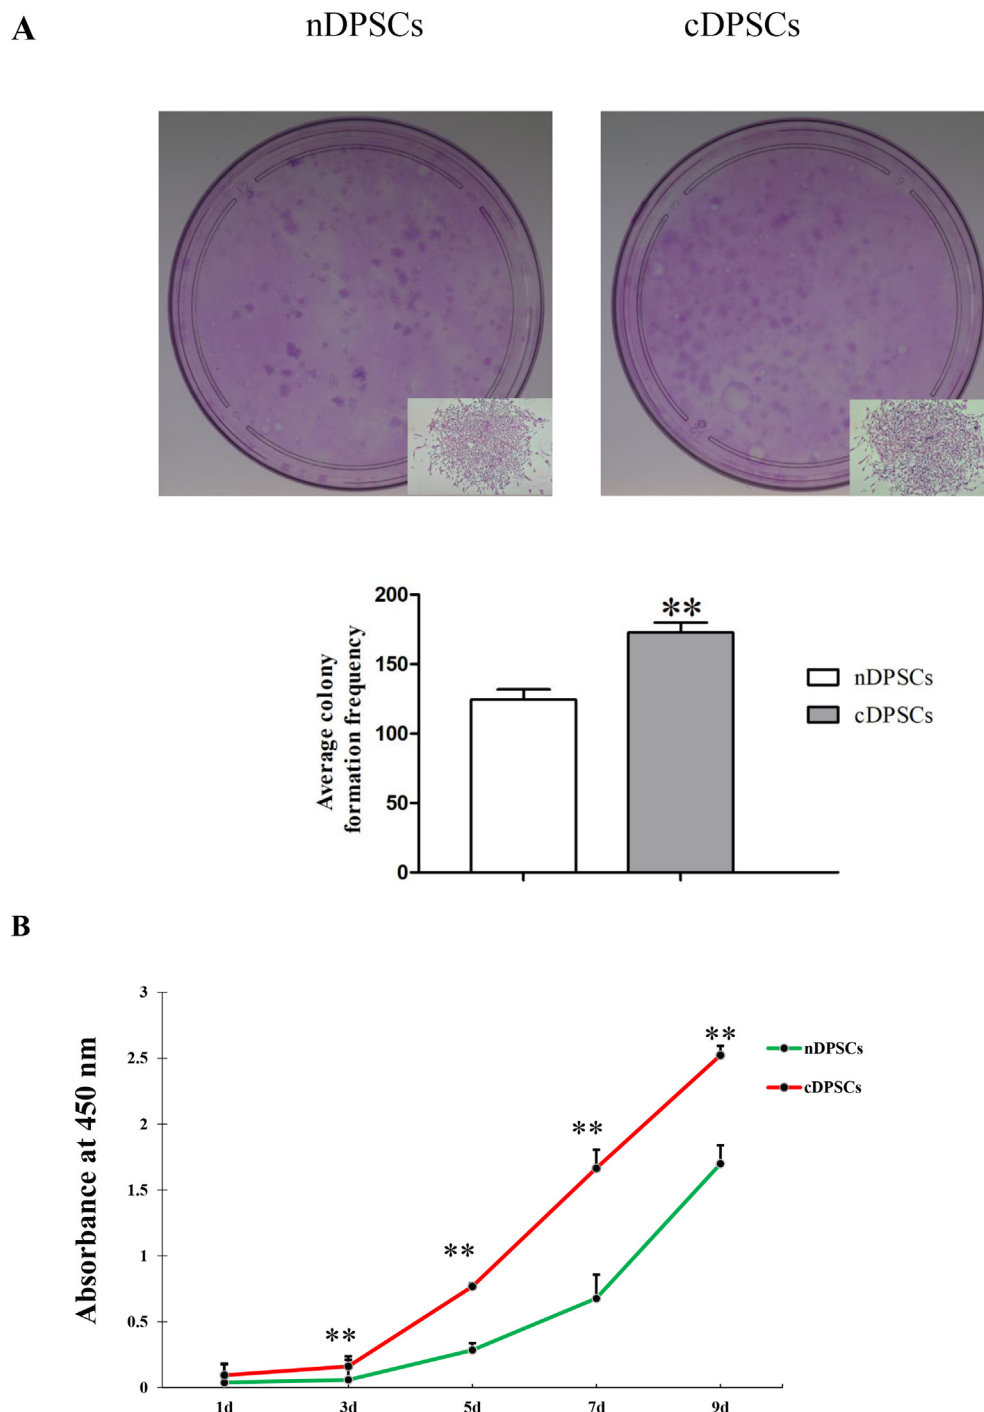 A
nDPSCs
cDPSCs
200
150
100
50
0
Average colony
formation frequency
**
nDPSCs
cDPSCs
B
3
2.5
2
1.5
1
0.5
0
Absorbance at 450 nm
**
**
**
**
nDPSCs
cDPSCs
1d
3d
5d
7d
9d